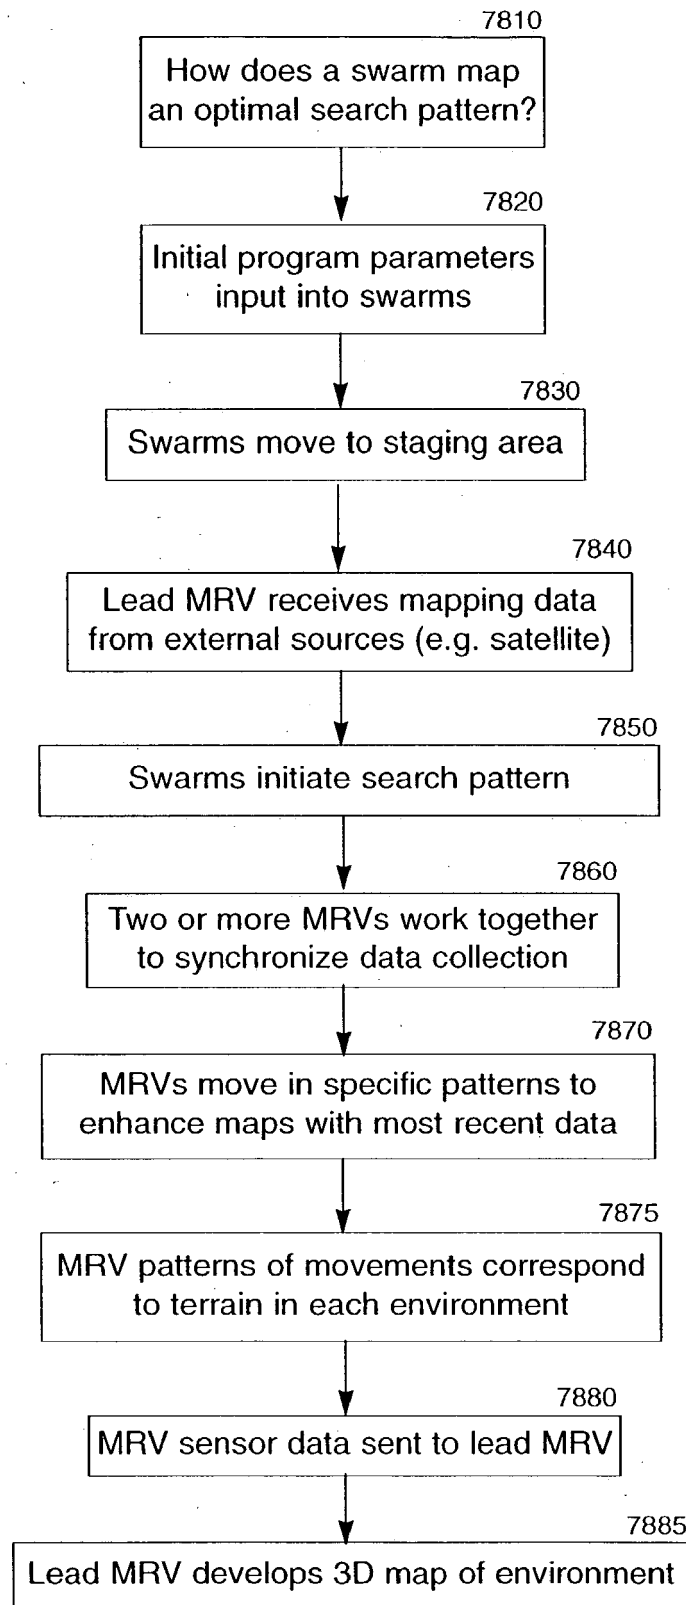 7810
How does a swarm map
an optimal search pattern?
7820
Initial program parameters
input into swarms
7830
Swarms move to staging area
7840
Lead MRV receives mapping data
from external sources (e.g. satellite)
7850
Swarms initiate search pattern
7860
Two or more MRVs work together
to synchronize data collection
7870
MRVs move in specific patterns to
enhance maps with most recent data
7875
MRV patterns of movements correspond
to terrain in each environment
7880
MRV sensor data sent to lead MRV
7885
Lead MRV develops 3D map of environment